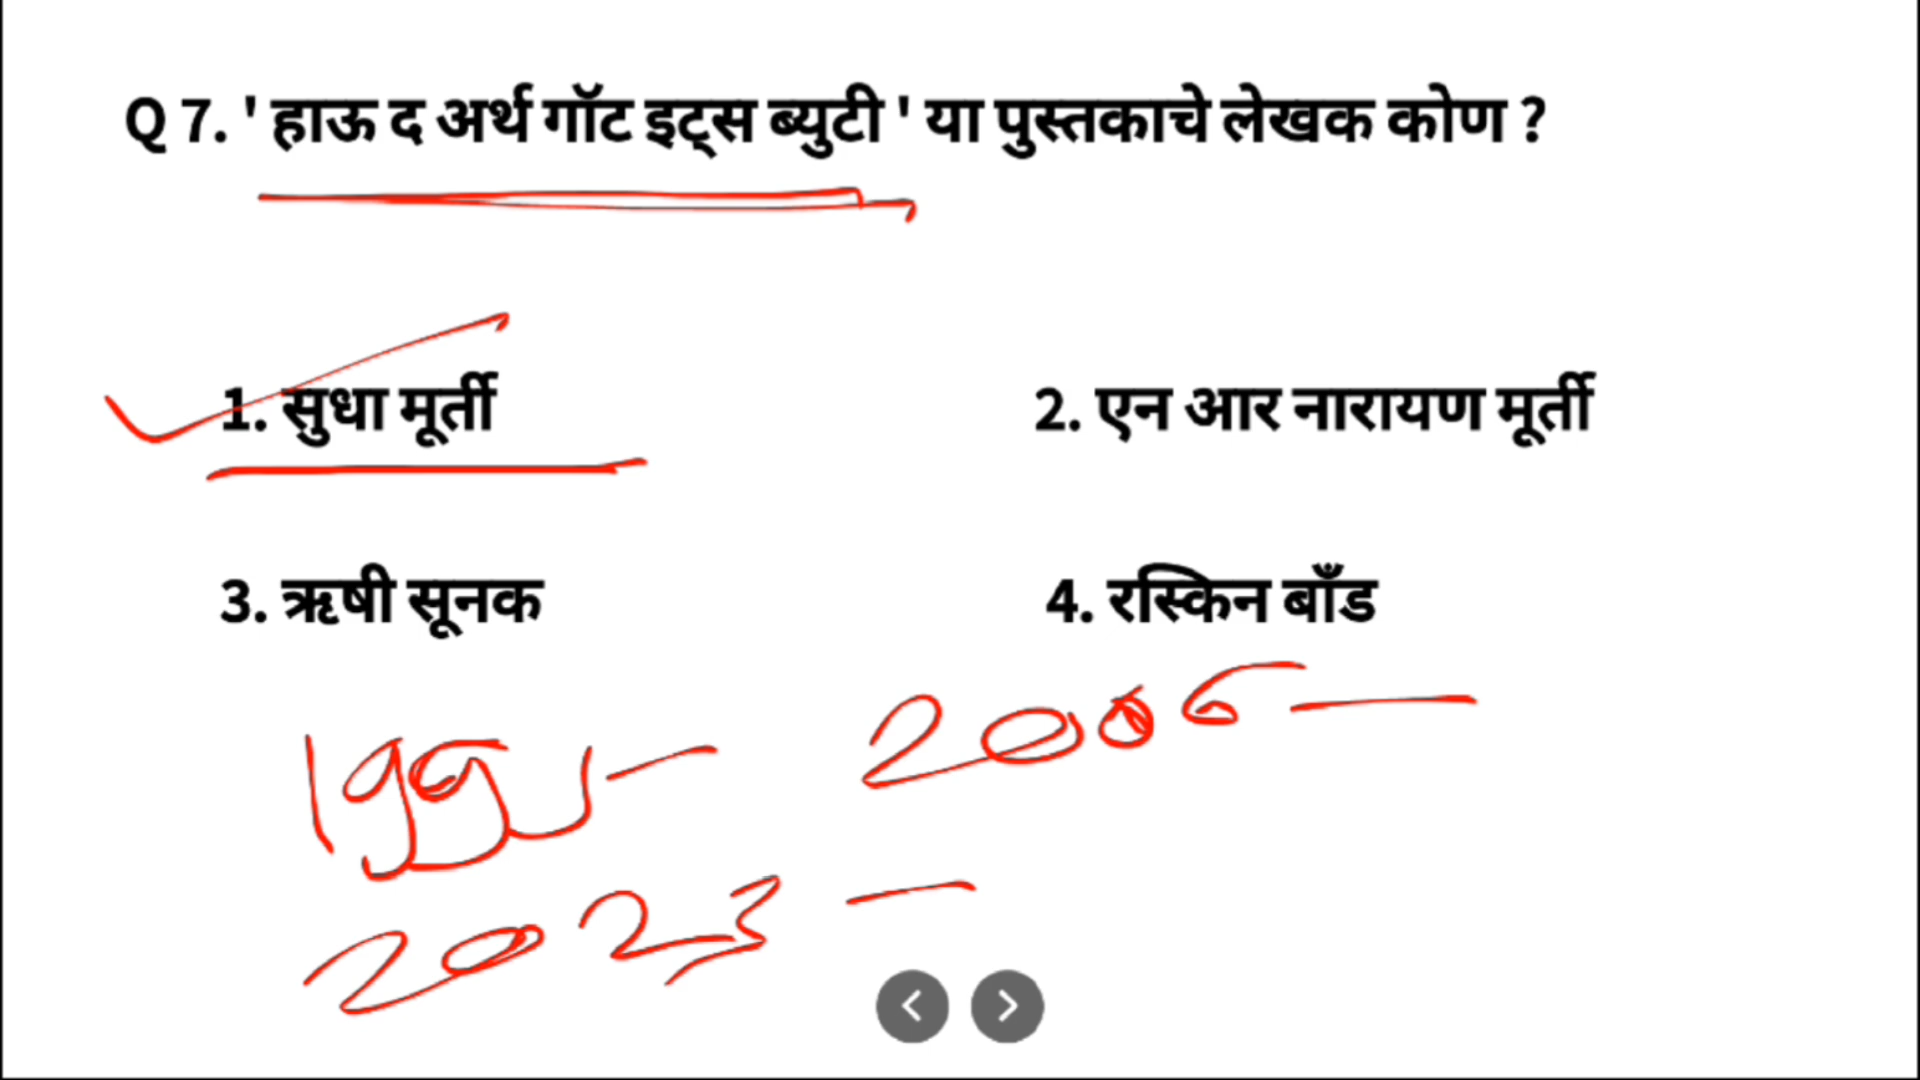 Q 7. ' हाऊ द अर्थ गॉट इट्स ब्युटी ' या पुस्तकाचे लेखक कोण ?
1. सुधा मूर्ती
2. एन आर नारायण मूर्ती
3. ऋषी सूनक
4. रस्किन बाँड
2006 —
2023 —